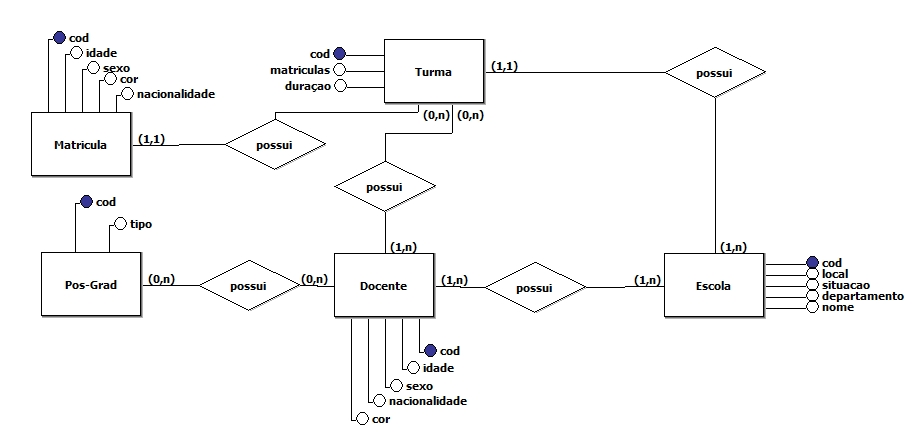 cod
idade
sexo
cor
nacionalidade
Matricula
(1,1)
possui
cod
matriculas
duraçao
Turma
(1,1)
possui
(0,n)
(0,n)
possui
(1,n)
(1,n)
cod
tipo
Pos-Grad
(0,n)
possui
(0,n)
Docente
(1,n)
possui
(1,n)
Escola
cod
local
situacao
departamento
nome
cod
idade
sexo
nacionalidade
cor